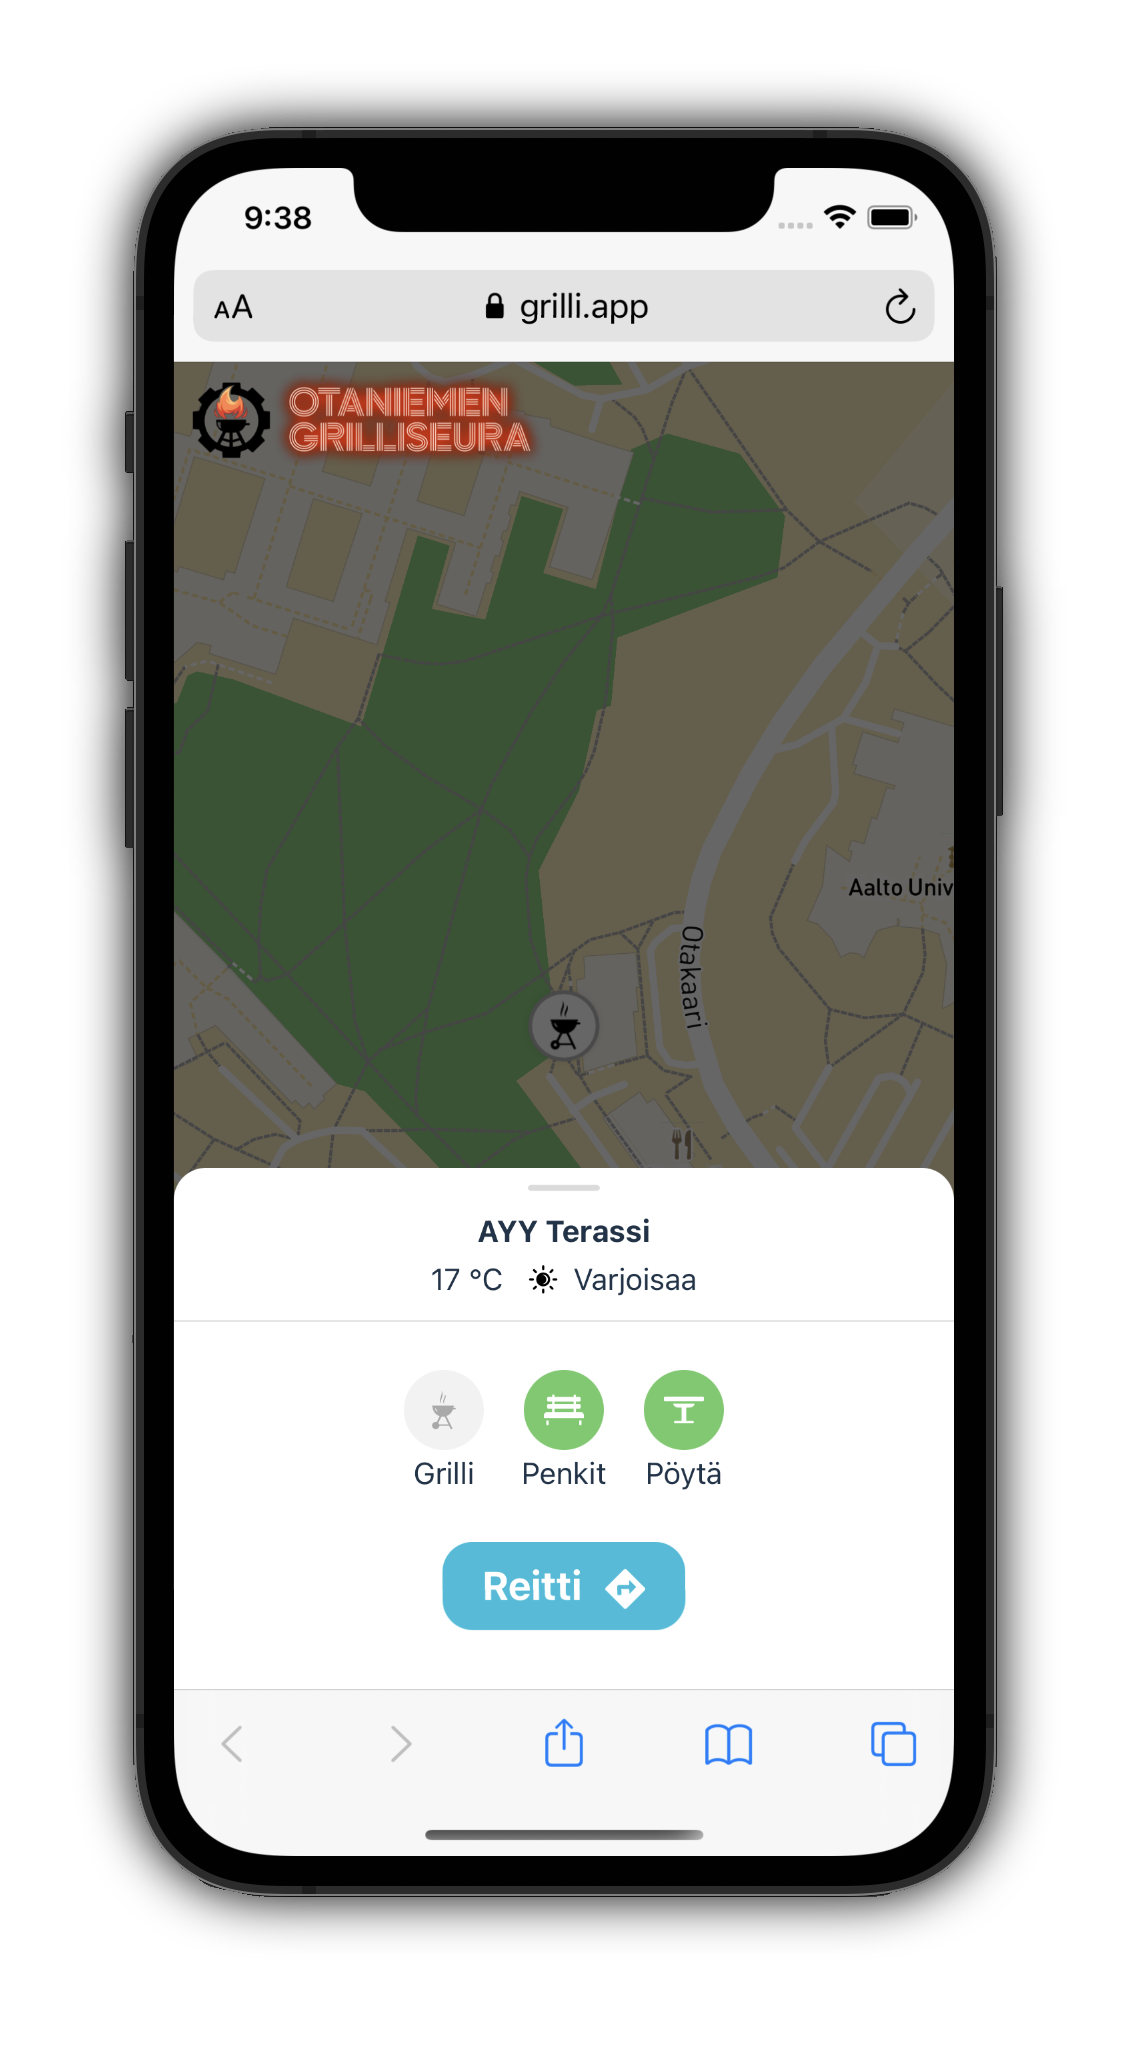 9:38
AA
grilli.app
OTANIEMEN
GRILLISEURA
Aalto Univ
Otakaari
AYY Terassi
17 °C Varjoisaa
Grilli Penkit Pöytä
Reitti